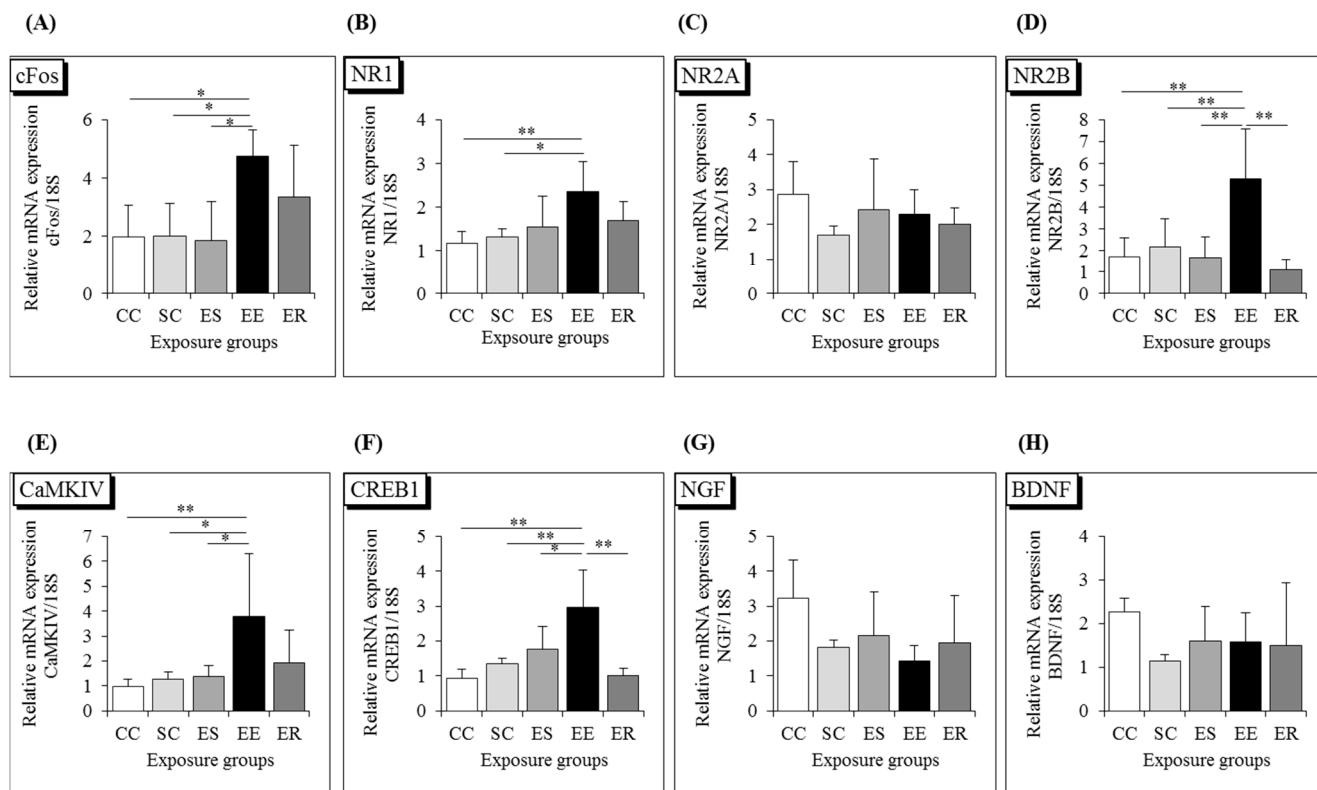 (A)
cFos
* 
*
*
Relative mRNA expression
cFos/18S
6
4
2
0
CC SC ES EE ER
Exposure groups
(B)
NR1
**
*
Relative mRNA expression
NR1/18S
4
3
2
1
0
CC SC ES EE ER
Expsoure groups
(C)
NR2A
Relative mRNA expression
NR2A/18S
5
4
3
2
1
0
CC SC ES EE ER
Exposure groups
(D)
NR2B
**
**
** **
Relative mRNA expression
NR2B/18S
8
7
6
5
4
3
2
1
0
CC SC ES EE ER
Exposure groups
(E)
CaMKIV
**
*
*
Relative mRNA expression
CaMKIV/18S
7
6
5
4
3
2
1
0
CC SC ES EE ER
Exposure groups
(F)
CREB1
**
**
* **
Relative mRNA expression
CREB1/18S
5
4
3
2
1
0
CC SC ES EE ER
Exposure groups
(G)
NGF
Relative mRNA expression
NGF/18S
5
4
3
2
1
0
CC SC ES EE ER
Exposure groups
(H)
BDNF
Relative mRNA expression
BDNF/18S
4
3
2
1
0
CC SC ES EE ER
Exposure groups